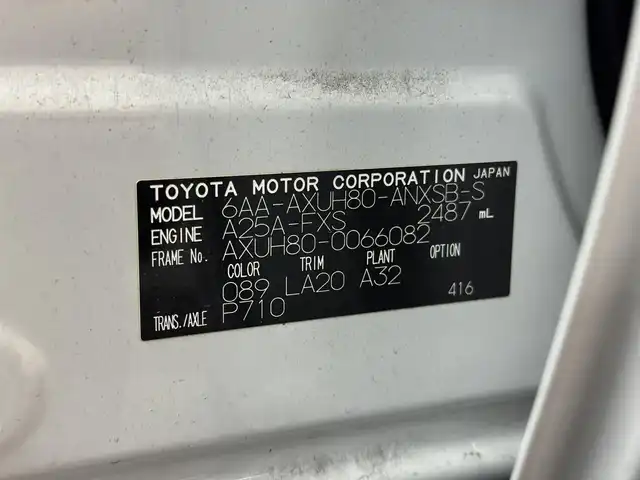 TOYOTA MOTOR CORPORATION JAPAN
MODEL 6AA-AXUH80-ANXSB-S
ENGINE A25A-FXS 2487 mL
FRAME No. AXUH80-0066082
COLOR TRIM PLANT OPTION
089 LA20 A32
TRANS./AXLE P710 416